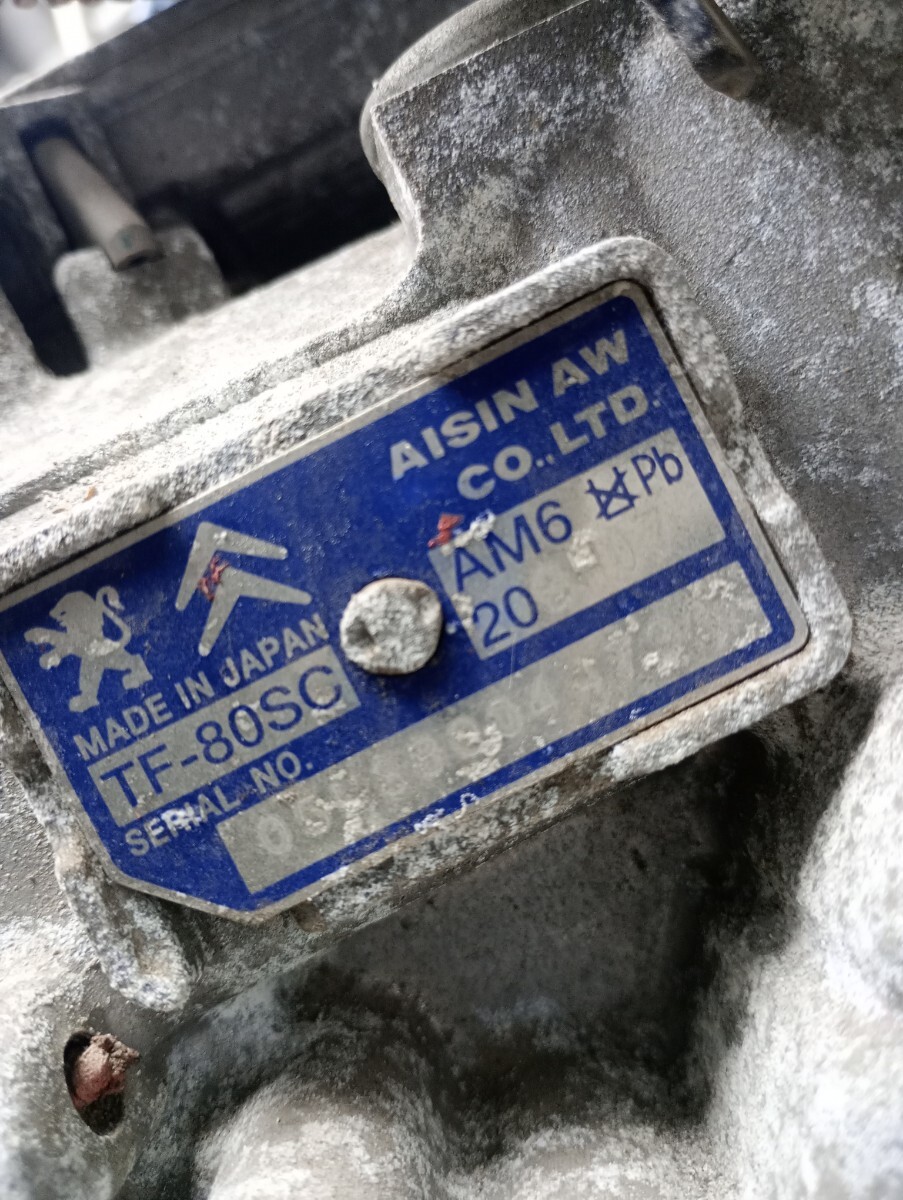 AISIN AW
CO.,LTD.
AM6 Pb
20
MADE IN JAPAN
TF-80SC
SERIAL NO.